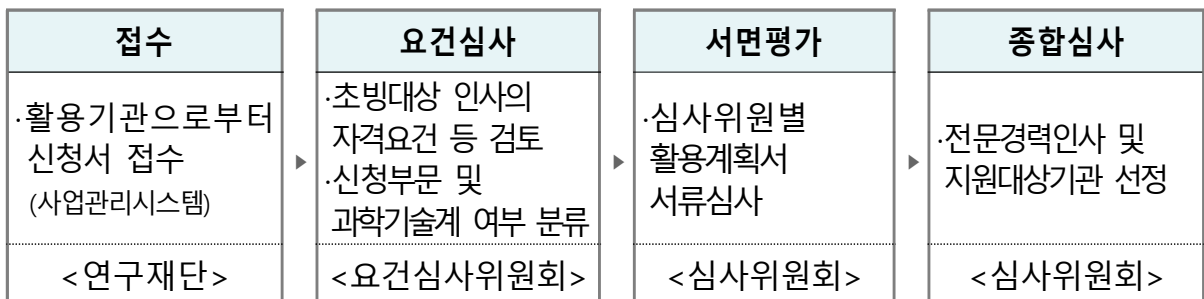 접수
·활용기관으로부터
신청서 접수
(사업관리시스템)
<연구재단>
▶
요건심사
·초빙대상 인사의
자격요건 등 검토
·신청부문 및
과학기술계 여부 분류
<요건심사위원회>
▶
서면평가
·심사위원별
활용계획서
서류심사
<심사위원회>
▶
종합심사
·전문경력인사 및
지원대상기관 선정
<심사위원회>